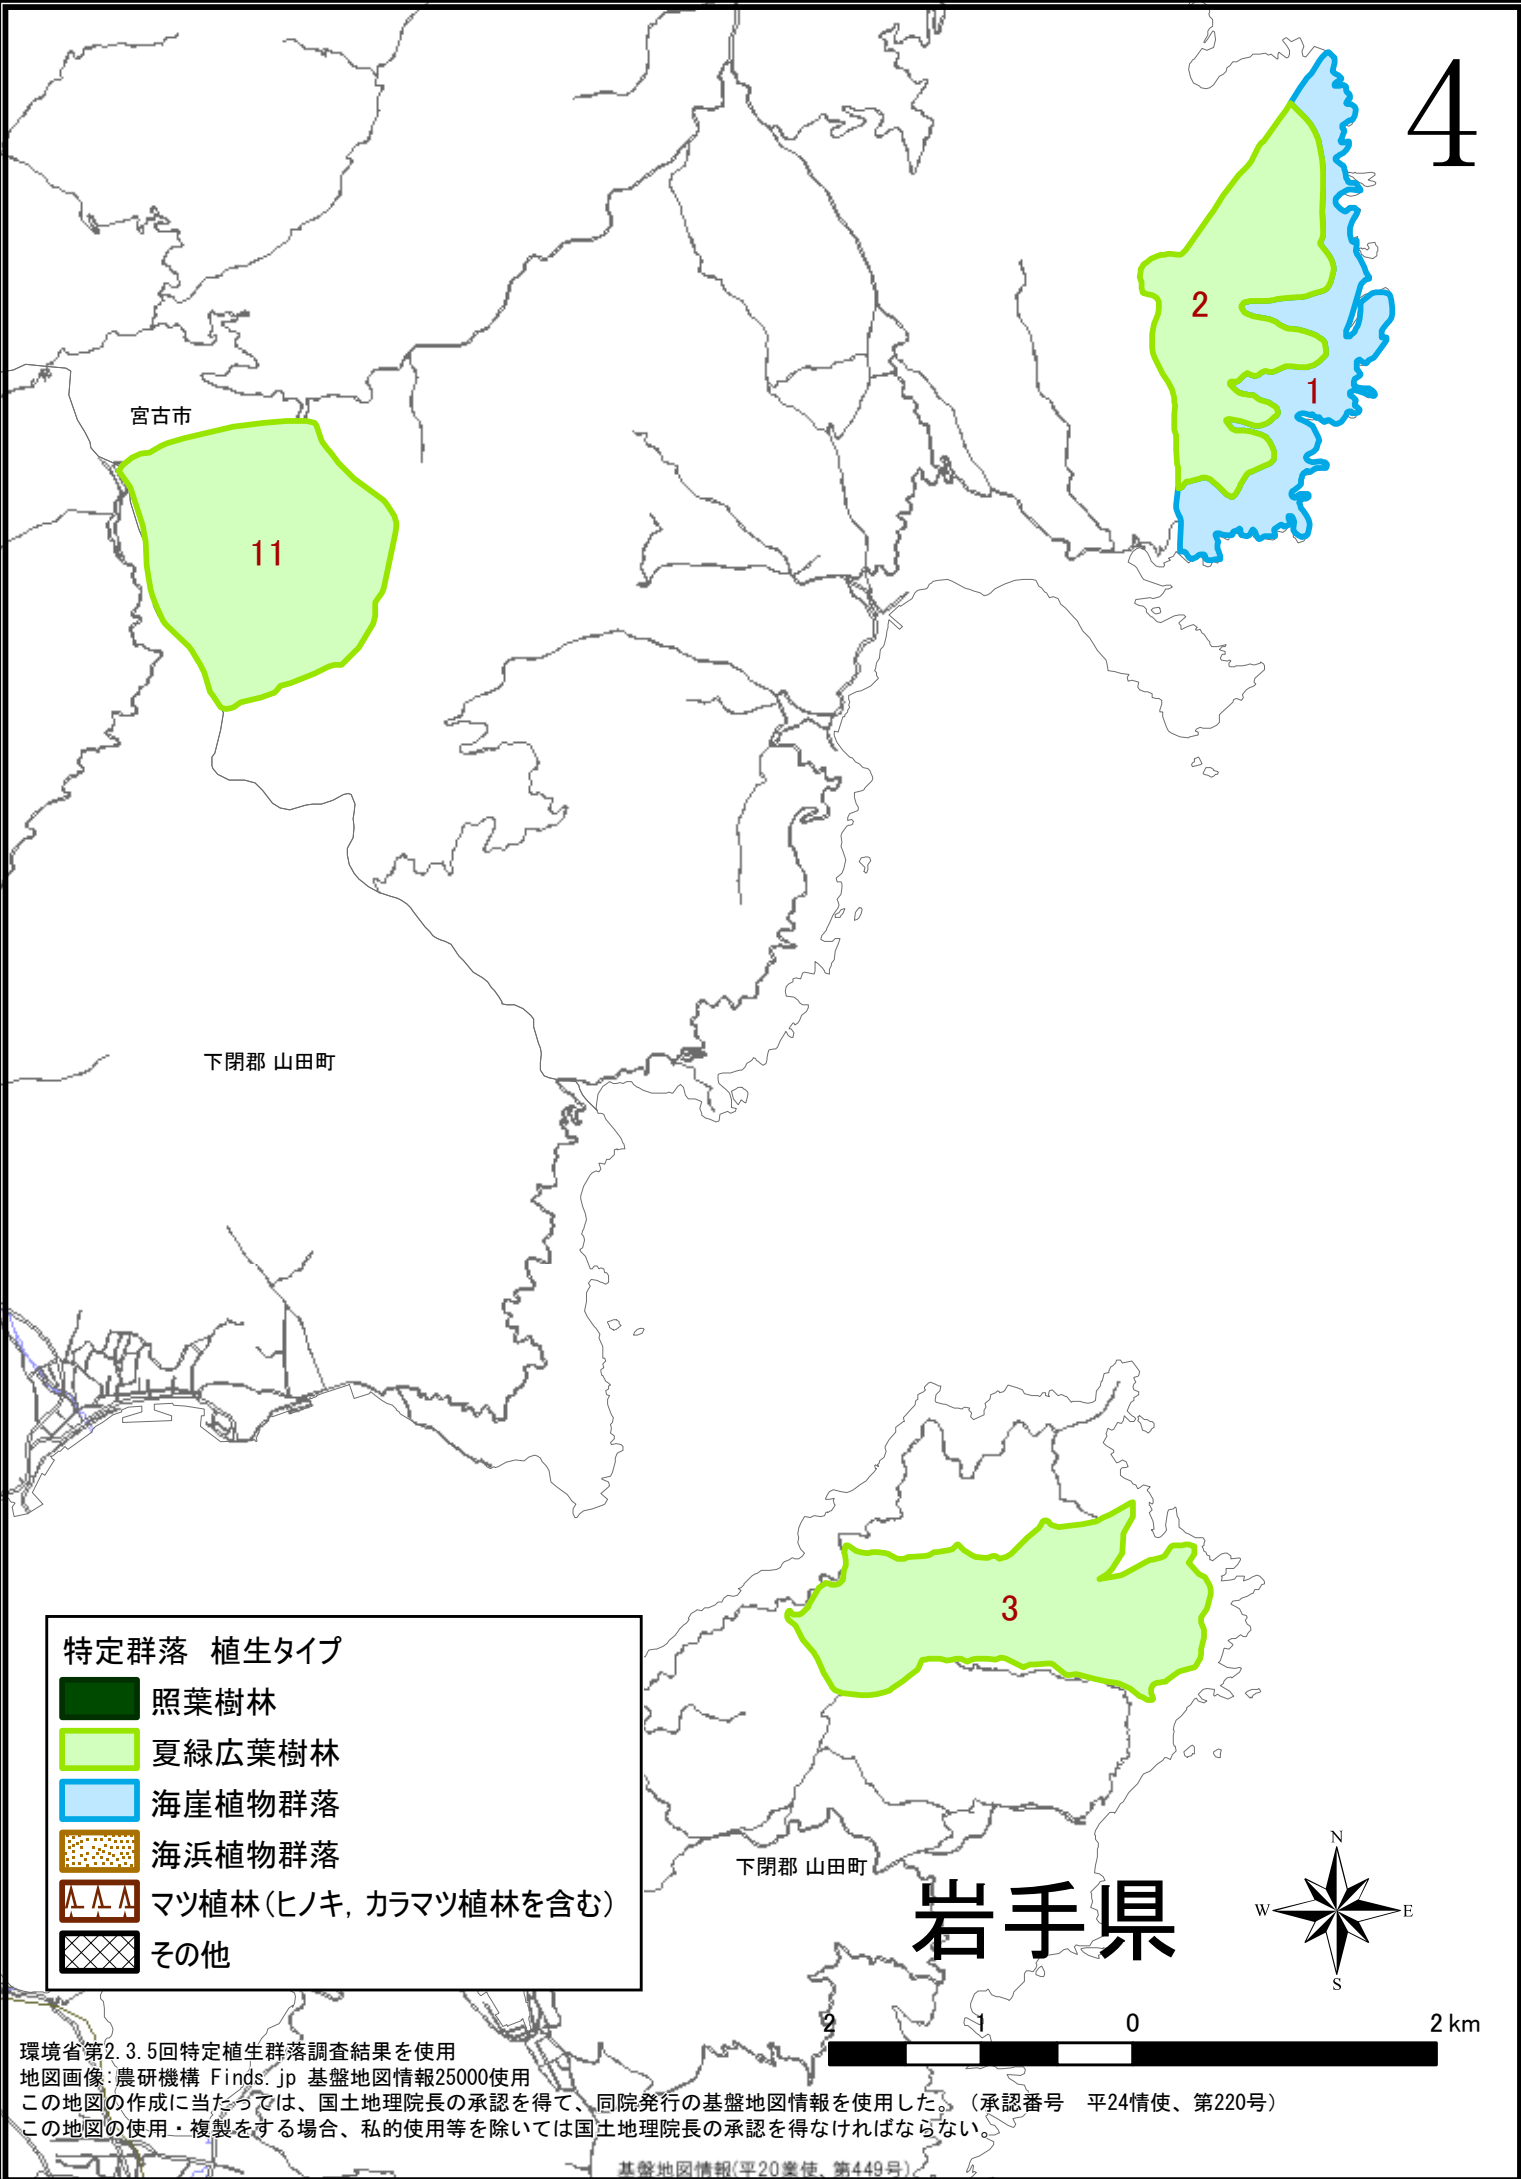 4
2
1
宮古市
11
下閉郡 山田町
3
特定群落 植生タイプ
照葉樹林
夏緑広葉樹林
海崖植物群落
海浜植物群落
マツ植林(ヒノキ, カラマツ植林を含む)
その他
下閉郡 山田町
岩手県
N
W E
S
2 1 0 2 km
環境省第2.3.5回特定植生群落調査結果を使用
地図画像:農研機構 Finds.jp 基盤地図情報25000使用
この地図の作成に当たっては、国土地理院長の承認を得て、同院発行の基盤地図情報を使用した。(承認番号 平24情使、第220号)
この地図の使用・複製をする場合、私的使用等を除いては国土地理院長の承認を得なければならない。
基盤地図情報(平20業使、第449号)